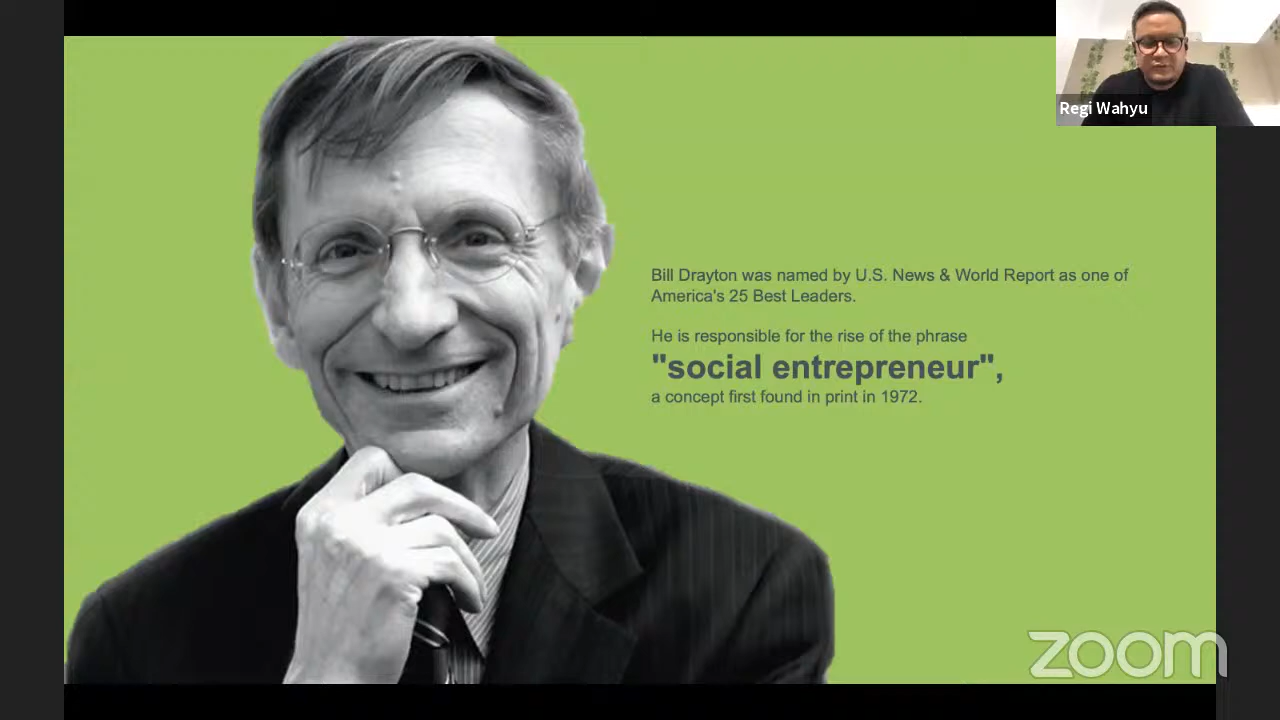 Regi Wahyu
Bill Drayton was named by U.S. News & World Report as one of
America's 25 Best Leaders.
He is responsible for the rise of the phrase
"social entrepreneur",
a concept first found in print in 1972.
zoom